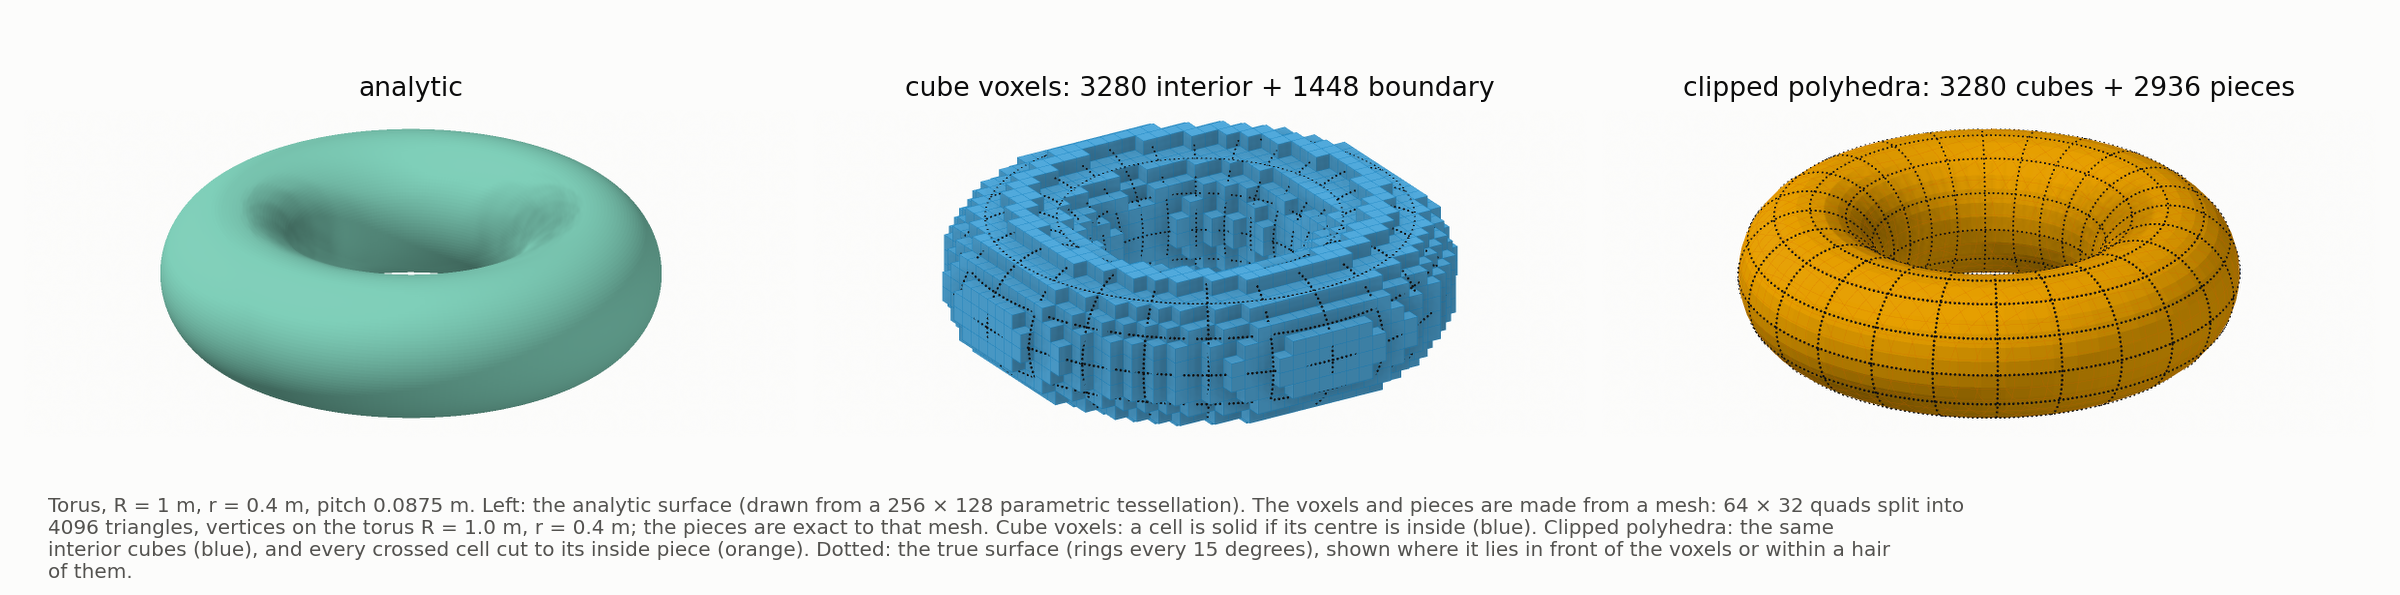 analytic
cube voxels: 3280 interior + 1448 boundary
clipped polyhedra: 3280 cubes + 2936 pieces
Torus, R = 1 m, r = 0.4 m, pitch 0.0875 m. Left: the analytic surface (drawn from a 256 × 128 parametric tessellation). The voxels and pieces are made from a mesh: 64 × 32 quads split into
4096 triangles, vertices on the torus R = 1.0 m, r = 0.4 m; the pieces are exact to that mesh. Cube voxels: a cell is solid if its centre is inside (blue). Clipped polyhedra: the same
interior cubes (blue), and every crossed cell cut to its inside piece (orange). Dotted: the true surface (rings every 15 degrees), shown where it lies in front of the voxels or within a hair
of them.